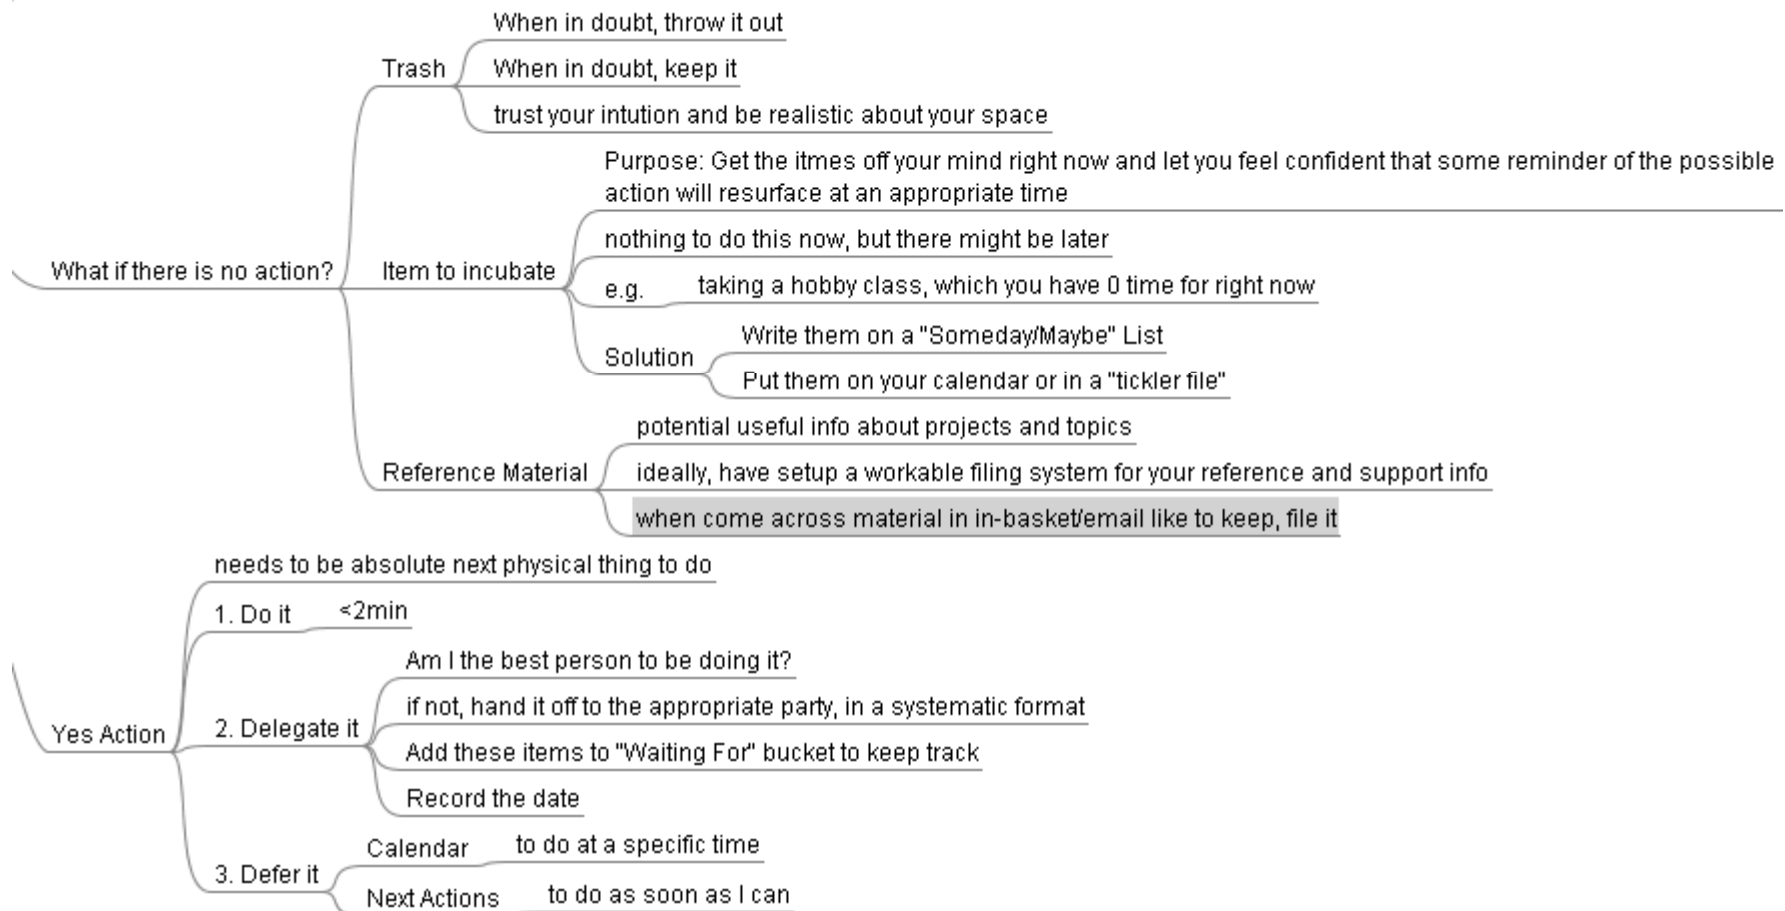 When in doubt, throw it out
Trash
When in doubt, keep it
trust your intution and be realistic about your space
Purpose: Get the itmes off your mind right now and let you feel confident that some reminder of the possible
action will resurface at an appropriate time
nothing to do this now, but there might be later
What if there is no action?
Item to incubate
e.g.
taking a hobby class, which you have 0 time for right now
Solution
Write them on a "Someday/Maybe" List
Put them on your calendar or in a "tickler file"
potential useful info about projects and topics
Reference Material
ideally, have setup a workable filing system for your reference and support info
when come across material in in-basket/email like to keep, file it
needs to be absolute next physical thing to do
1. Do it
<2min
Am I the best person to be doing it?
if not, hand it off to the appropriate party, in a systematic format
Yes Action
2. Delegate it
Add these items to "Waiting For" bucket to keep track
Record the date
3. Defer it
Calendar
to do at a specific time
Next Actions
to do as soon as I can